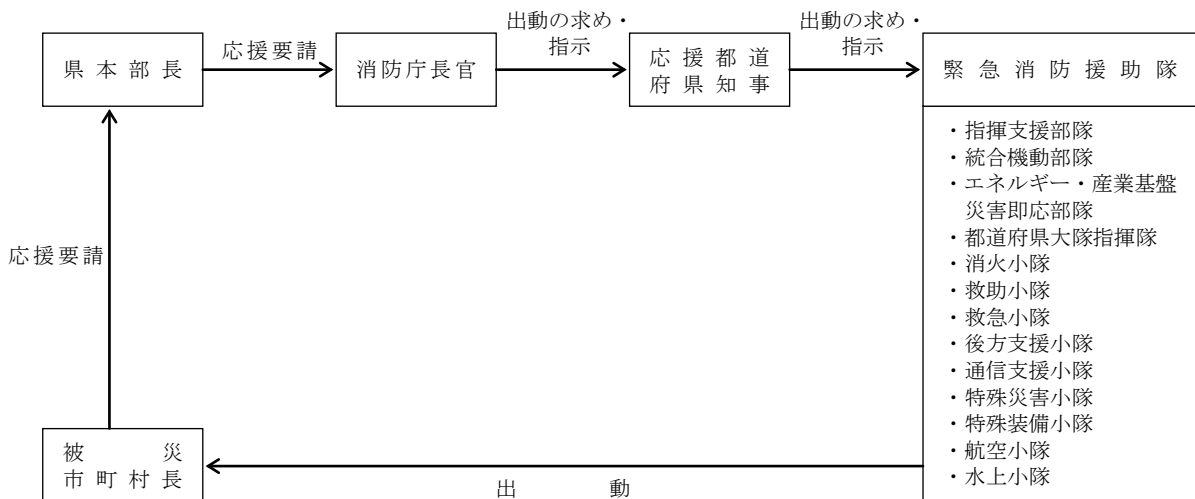 出動の求め・
指示
出動の求め・
指示
応援要請
県本部長
消防庁長官
応援都道
府県知事
緊急消防援助隊
・指揮支援部隊
・統合機動部隊
・エネルギー・産業基盤
災害即応部隊
・都道府県大隊指揮隊
・消火小隊
・救助小隊
・救急小隊
・後方支援小隊
・通信支援小隊
・特殊災害小隊
・特殊装備小隊
・航空小隊
・水上小隊
応援要請
被災
市町村長
出動